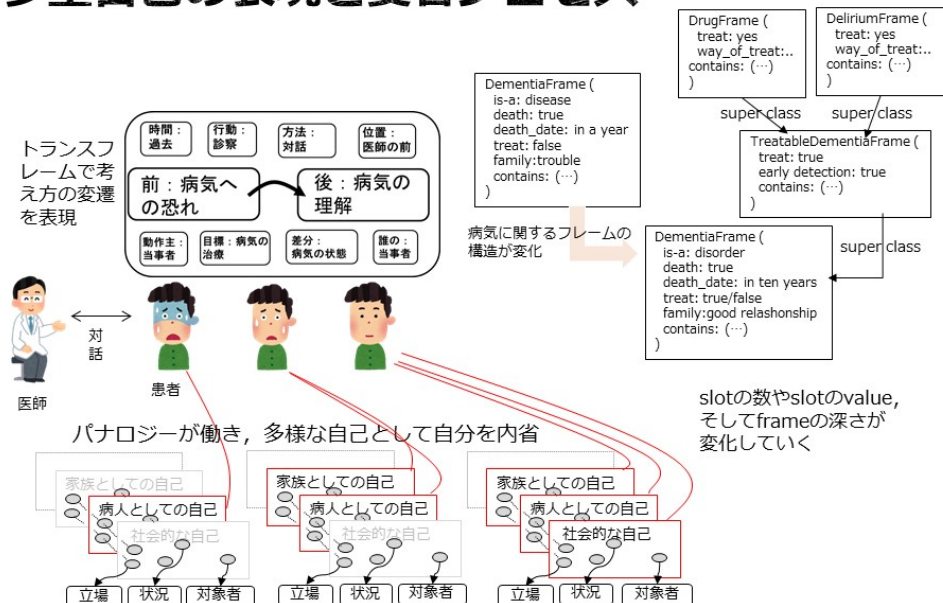 の表現と受容プロセス
トランスフ
レームで考
え方の変遷
を表現
時間：
過去
行動：
診察
方法：
対話
位置：
医師の前
前：病気へ
の恐れ
後：病気の
理解
動作主：
当事者
目標：病気の
治療
差分：
病気の状態
誰の：
当事者
対
話
医師
患者
DementiaFrame (
is-a: disease
death: true
death_date: in a year
treat: false
family:trouble
contains: (…)
)
病気に関するフレームの
構造が変化
DrugFrame (
treat: yes
way_of_treat:..
contains: (…)
)
DeliriumFrame (
treat: yes
way_of_treat:..
contains: (…)
)
super class
super class
TreatableDementiaFrame (
treat: true
early detection: true
contains: (…)
)
super class
DementiaFrame (
is-a: disorder
death: true
death_date: in ten years
treat: true/false
family:good relashonship
contains: (…)
)
slotの数やslotのvalue，
そしてframeの深さが
変化していく
パナロジーが働き，多様な自己として自分を内省
家族としての自己
病人としての自己
社会的な自己
立場
状況
対象者
家族としての自己
病人としての自己
社会的な自己
立場
状況
対象者
家族としての自己
病人としての自己
社会的な自己
立場
状況
対象者